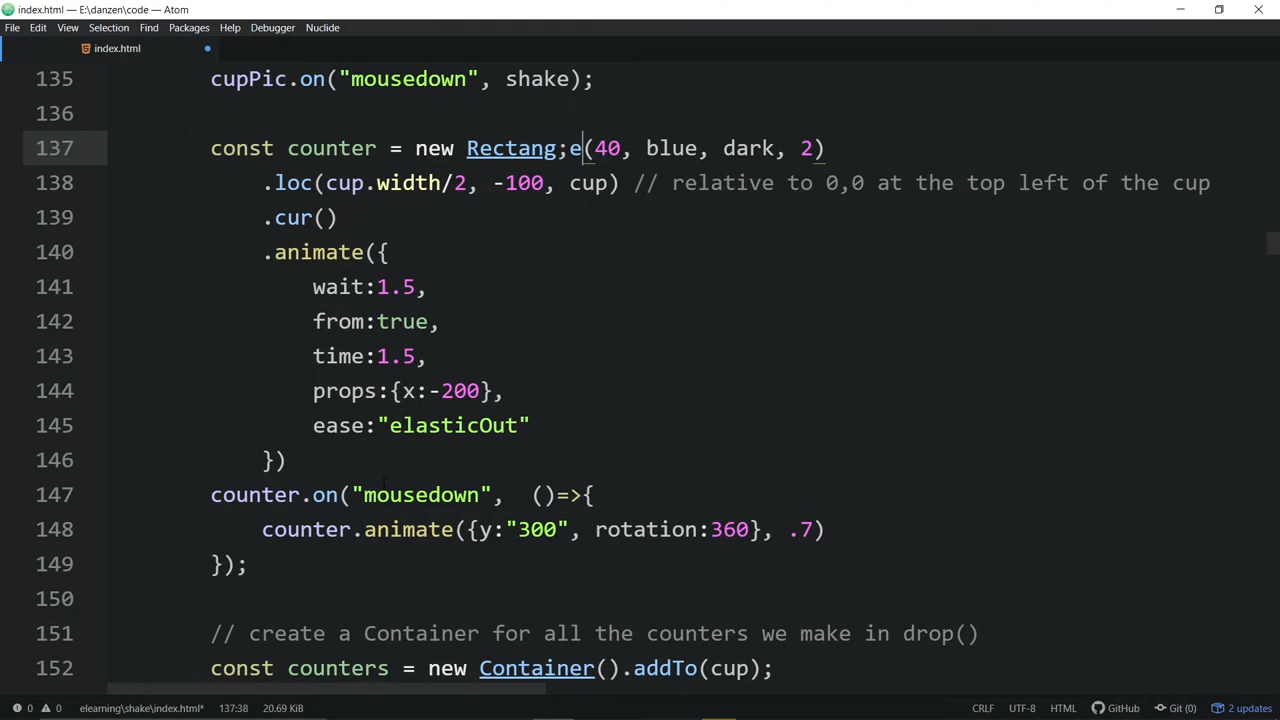 index.html — E:\danzen\code — Atom
File Edit View Selection Find Packages Help Debugger Nuclide
index.html
135 cupPic.on("mousedown", shake);
136
137 const counter = new Rectang;e(40, blue, dark, 2)
138 .loc(cup.width/2, -100, cup) // relative to 0,0 at the top left of the cup
139 .cur()
140 .animate({
141 wait:1.5,
142 from:true,
143 time:1.5,
144 props:{x:-200},
145 ease:"elasticOut"
146 })
147 counter.on("mousedown",  ()=>{
148 counter.animate({y:"300", rotation:360}, .7)
149 });
150
151 // create a Container for all the counters we make in drop()
152 const counters = new Container().addTo(cup);
0 0 elearning\shake\index.html* 137:38 20.69 KiB CRLF UTF-8 HTML GitHub Git (0) 2 updates